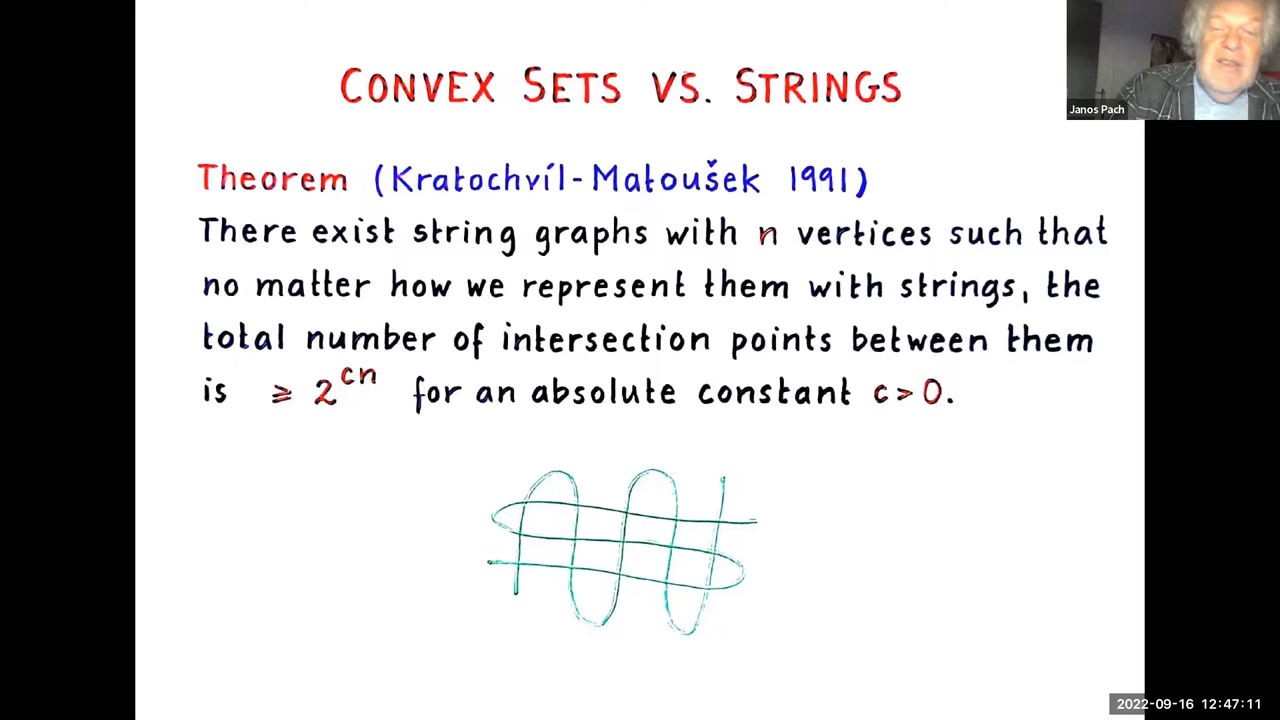 CONVEX SETS VS. STRINGS
Janos Pach
Theorem (Kratochvíl-Matoušek 1991)
There exist string graphs with n vertices such that
no matter how we represent them with strings, the
total number of intersection points between them
is ≥ 2^cn for an absolute constant c > 0.
2022-09-16 12:47:11